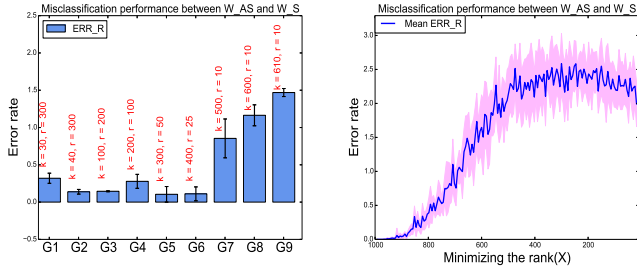 Misclassification performance between W_AS and W_S
ERR_R
Error rate
2.5
2.0
1.5
1.0
0.5
0.0
-0.5
k = 30, r = 300
k = 40, r = 300
k = 100, r = 200
k = 200, r = 100
k = 300, r = 50
k = 400, r = 25
k = 500, r = 10
k = 600, r = 10
k = 610, r = 10
G1 G2 G3 G4 G5 G6 G7 G8 G9
Misclassification performance between W_AS and W_S
Mean ERR_R
Error rate
3.0
2.5
2.0
1.5
1.0
0.5
0.0
1000 800 600 400 200
Minimizing the rank(X)